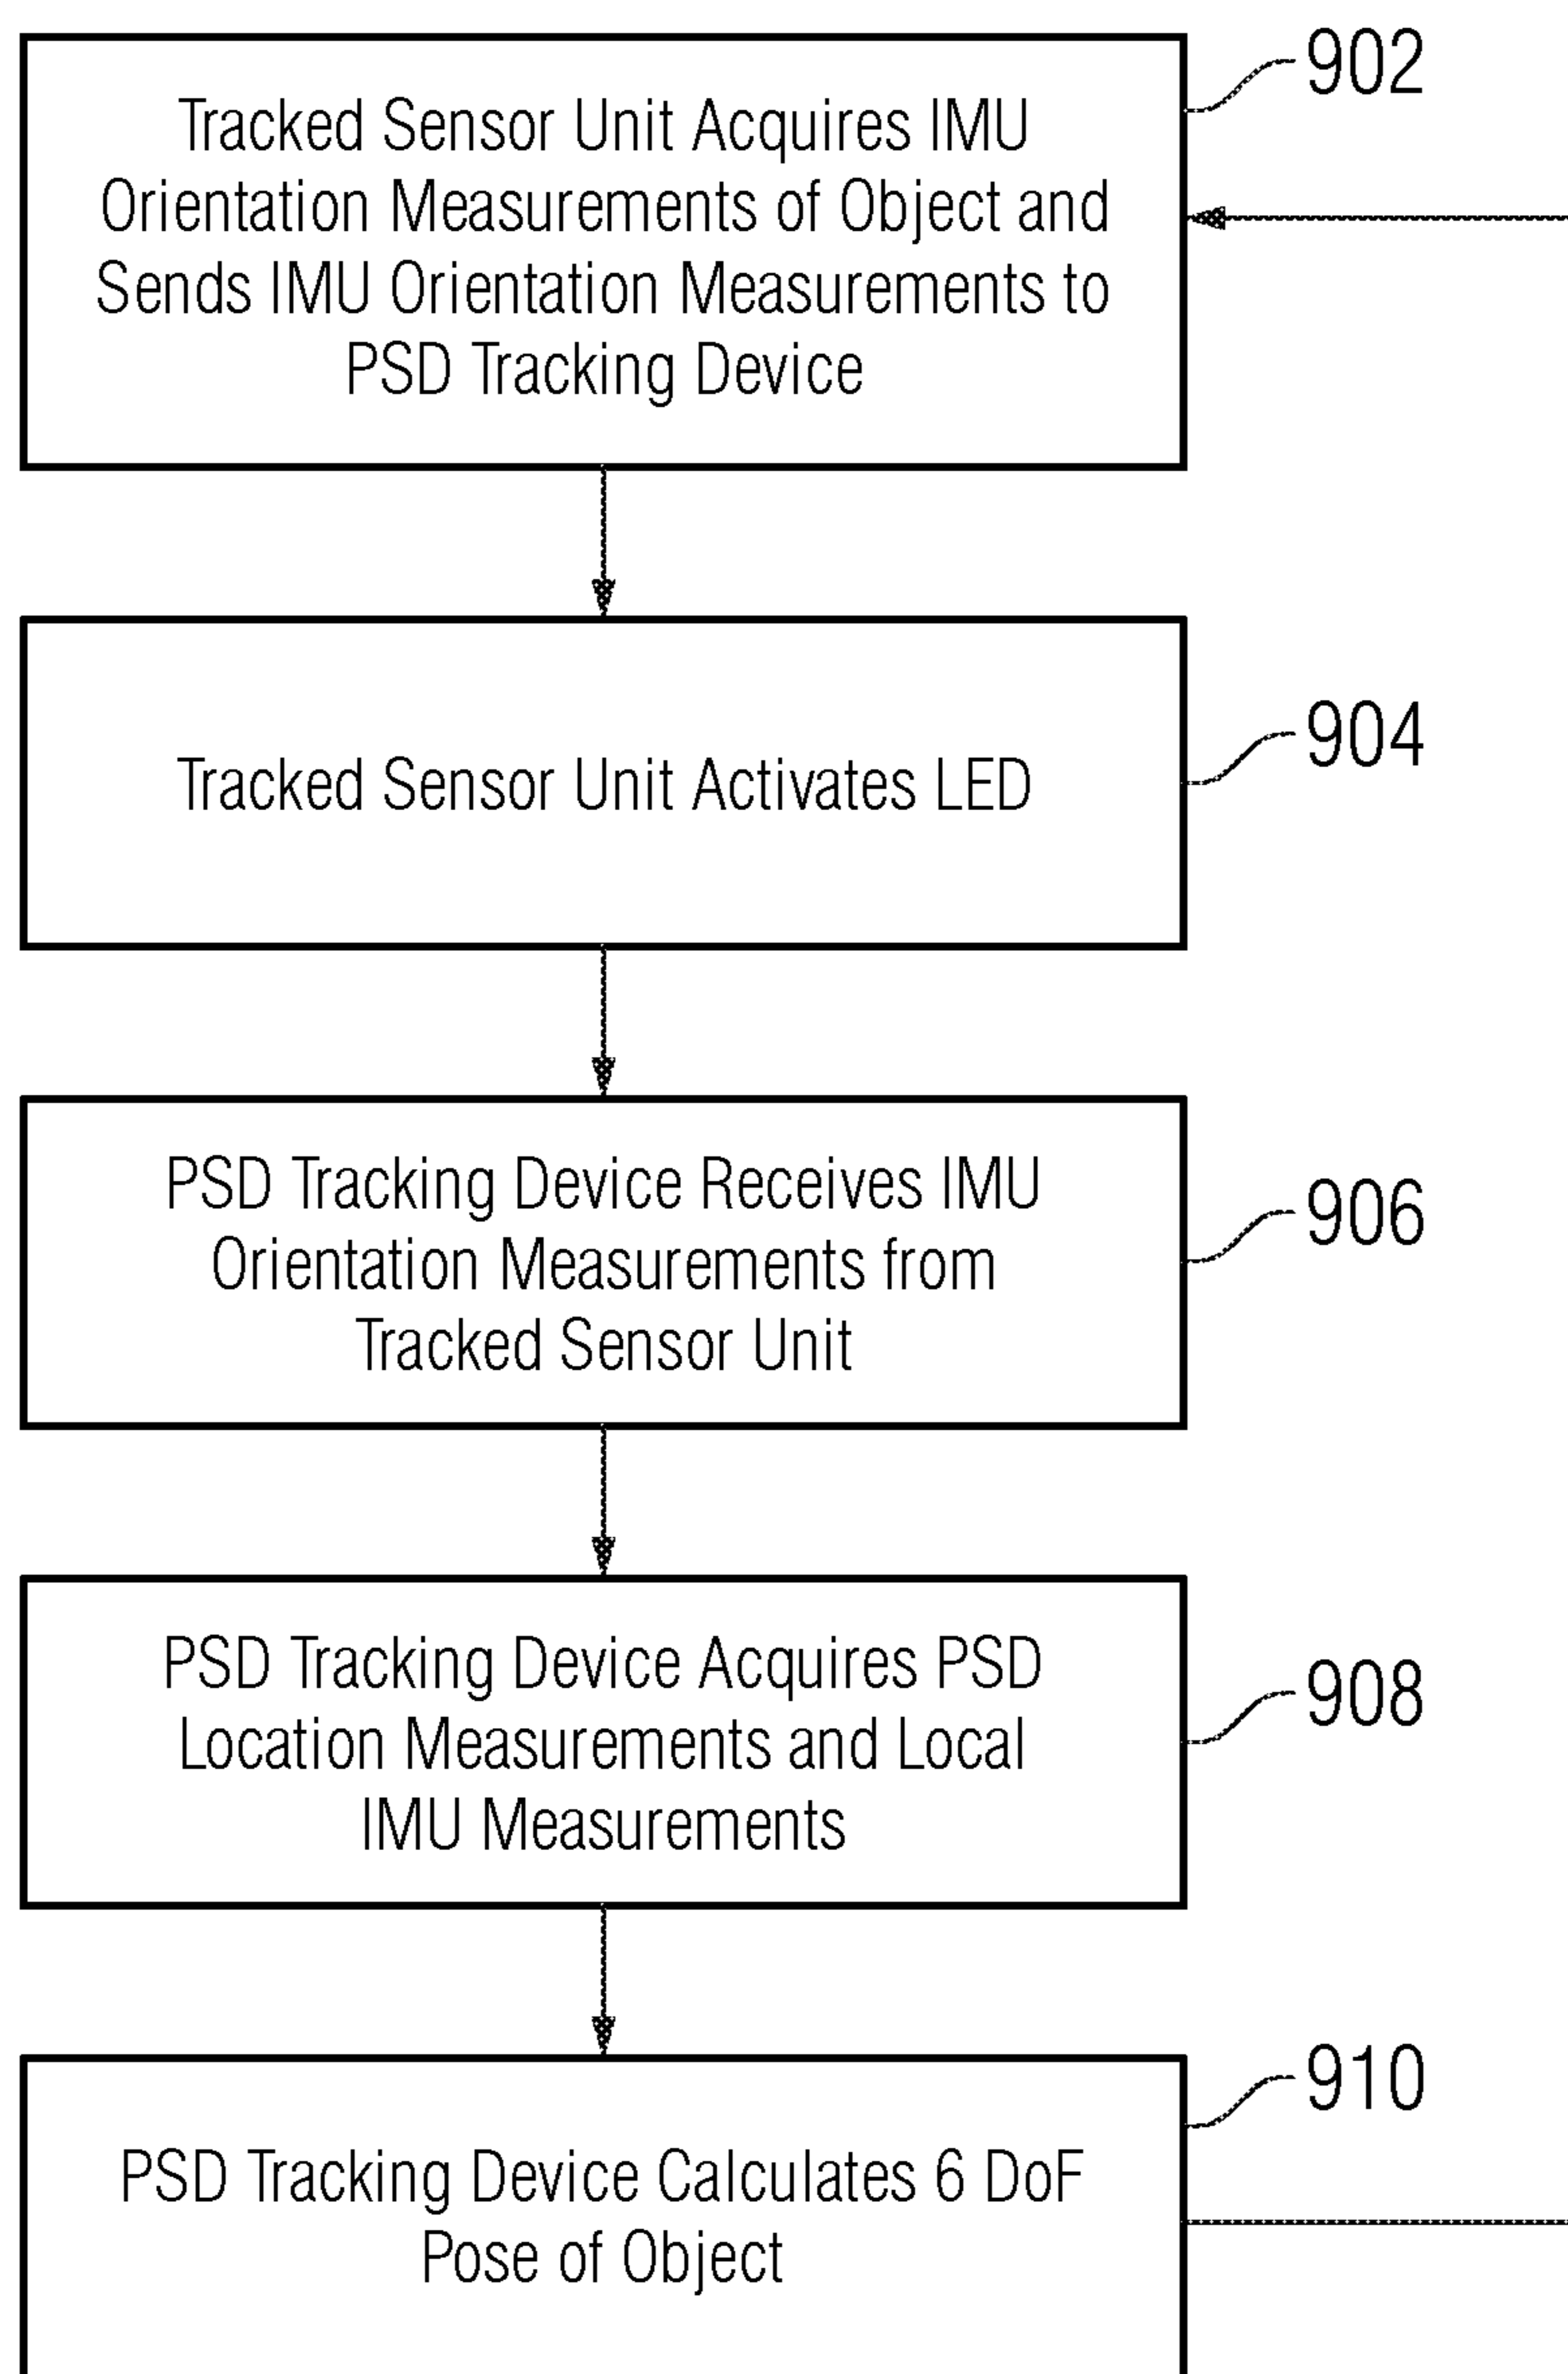 902
Tracked Sensor Unit Acquires IMU
Orientation Measurements of Object and
Sends IMU Orientation Measurements to
PSD Tracking Device
904
Tracked Sensor Unit Activates LED
906
PSD Tracking Device Receives IMU
Orientation Measurements from
Tracked Sensor Unit
908
PSD Tracking Device Acquires PSD
Location Measurements and Local
IMU Measurements
910
PSD Tracking Device Calculates 6 DoF
Pose of Object